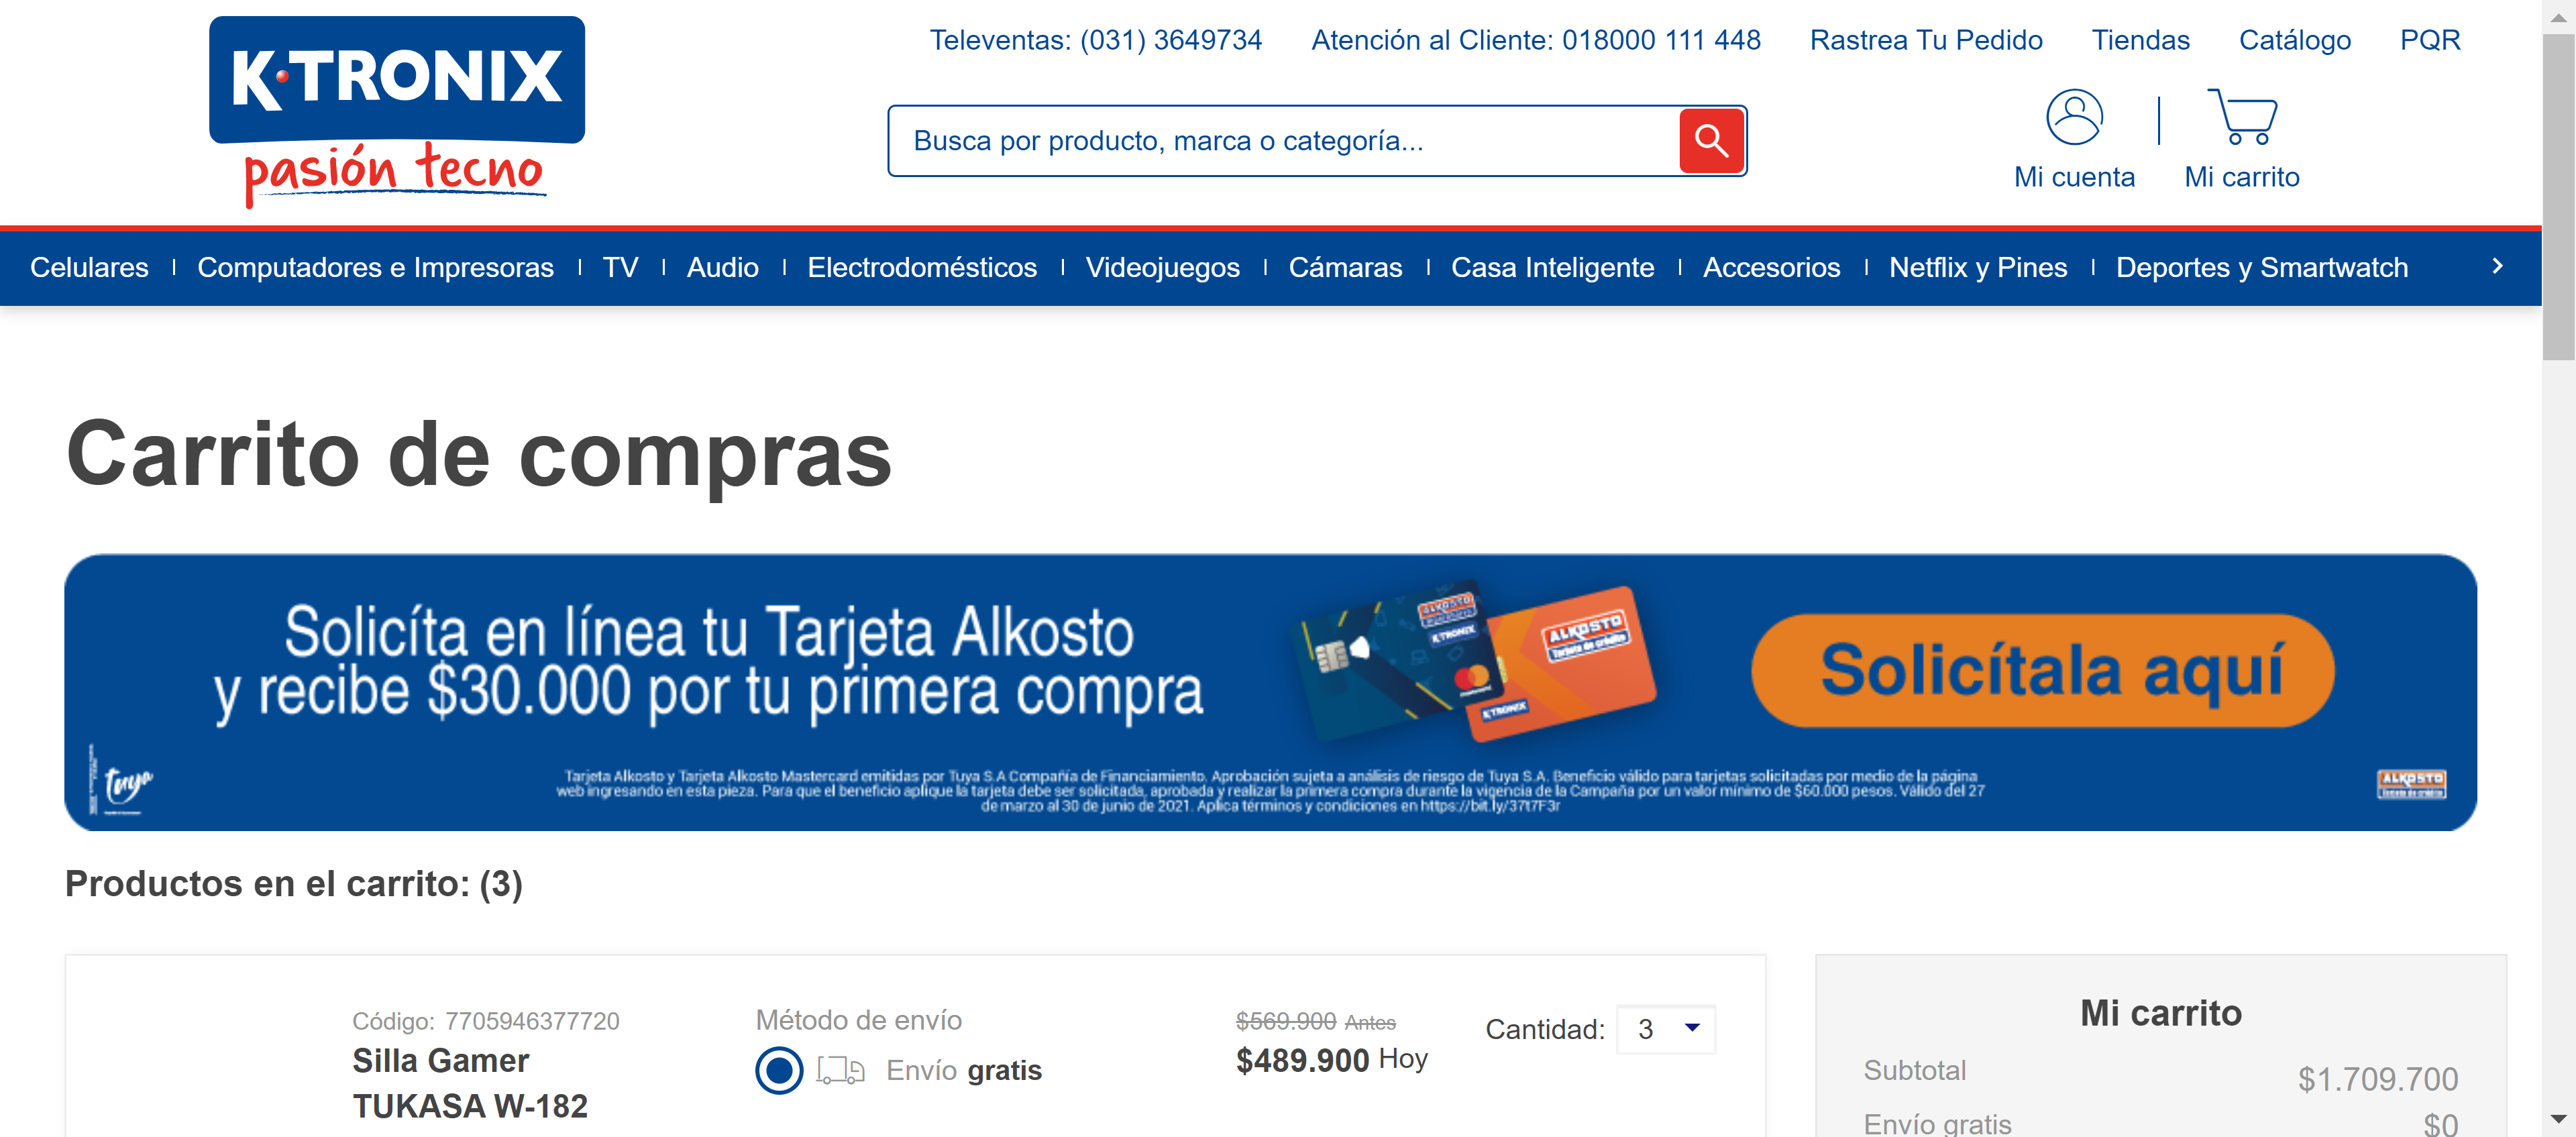 K·TRONIX
pasión tecno
Televentas: (031) 3649734 Atención al Cliente: 018000 111 448 Rastrea Tu Pedido Tiendas Catálogo PQR
Busca por producto, marca o categoría...
Mi cuenta Mi carrito
Celulares Computadores e Impresoras TV Audio Electrodomésticos Videojuegos Cámaras Casa Inteligente Accesorios Netflix y Pines Deportes y Smartwatch
Carrito de compras
Solicíta en línea tu Tarjeta Alkosto
y recibe $30.000 por tu primera compra
ALKOSTO
K·TRONIX
ALKOSTO
Tarjeta de crédito
K·TRONIX
Solicítala aquí
tuya
Tarjeta Alkosto y Tarjeta Alkosto Mastercard emitidas por Tuya S.A Compañía de Financiamiento. Aprobación sujeta a análisis de riesgo de Tuya S.A. Beneficio válido para tarjetas solicitadas por medio de la página
web ingresando en esta pieza. Para que el beneficio aplique la tarjeta debe ser solicitada, aprobada y realizar la primera compra durante la vigencia de la Campaña por un valor mínimo de $60.000 pesos. Válido del 27
de marzo al 30 de junio de 2021. Aplica términos y condiciones en https://bit.ly/37t7F3r
ALKOSTO
Productos en el carrito: (3)
Código: 7705946377720
Silla Gamer
TUKASA W-182
Método de envío
Envío gratis
$569.900 Antes
$489.900 Hoy
Cantidad: 3
Mi carrito
Subtotal $1.709.700
Envío gratis $0